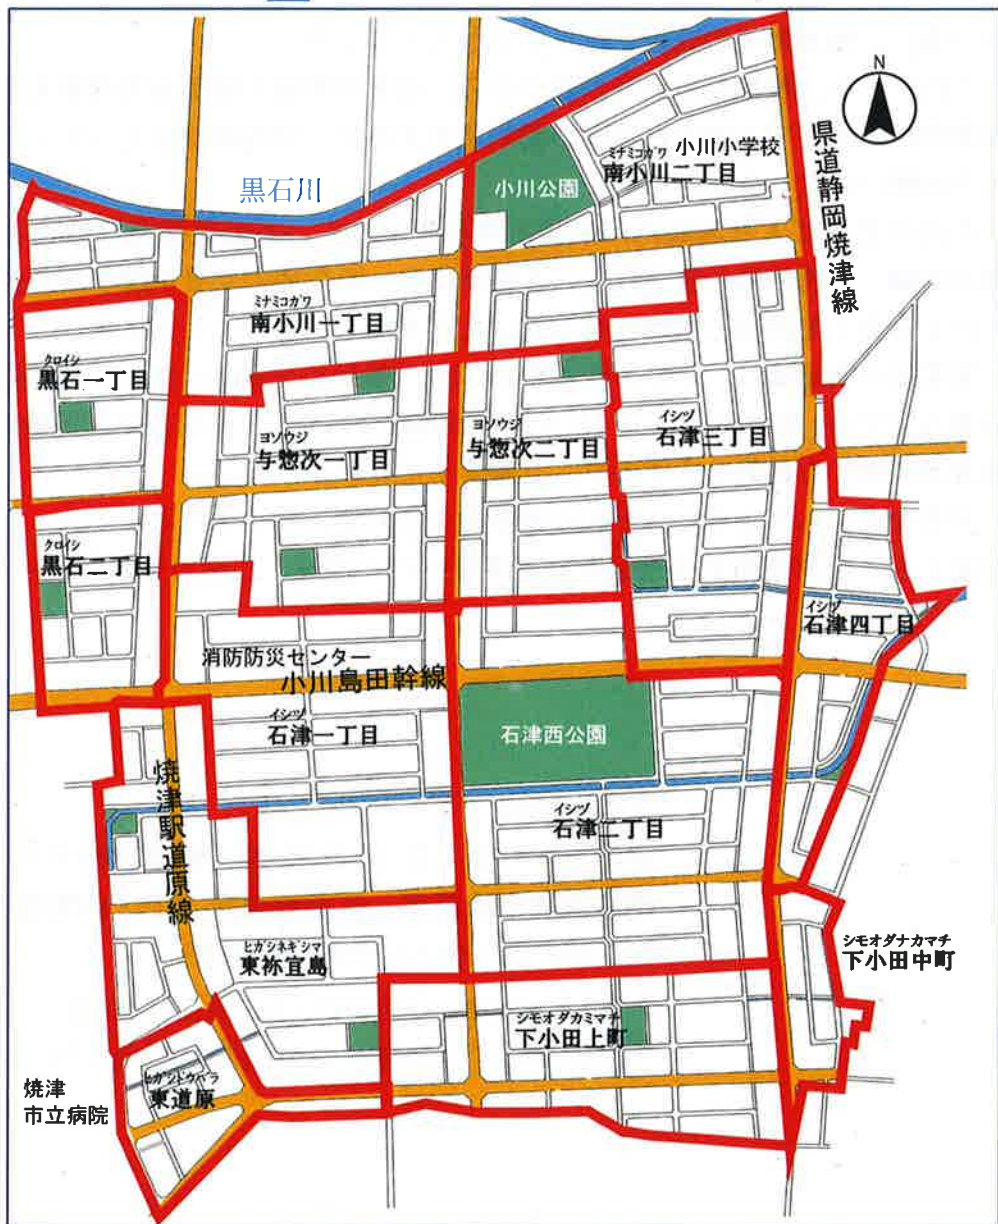 N
県道静岡焼津線
黒石川
小川公園
小川小学校
ミナミコガワ
南小川二丁目
ミナミコガワ
南小川一丁目
クロイシ
黒石一丁目
ヨソウジ
与惣次一丁目
ヨソウジ
与惣次二丁目
イシヅ
石津三丁目
クロイシ
黒石二丁目
イシヅ
石津四丁目
消防防災センター
小川島田幹線
イシヅ
石津一丁目
石津西公園
焼津駅道原線
イシヅ
石津二丁目
ヒガシネギシマ
東祢宜島
シモオダナカマチ
下小田中町
シモオダカミマチ
下小田上町
ヒガシドウバラ
東道原
焼津
市立病院